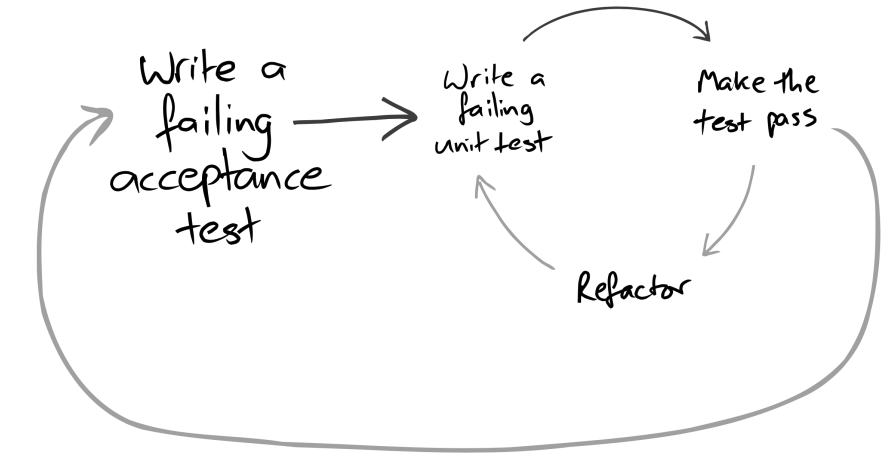 Write a
failing
acceptance
test
Write a
failing
unit test
Make the
test pass
Refactor